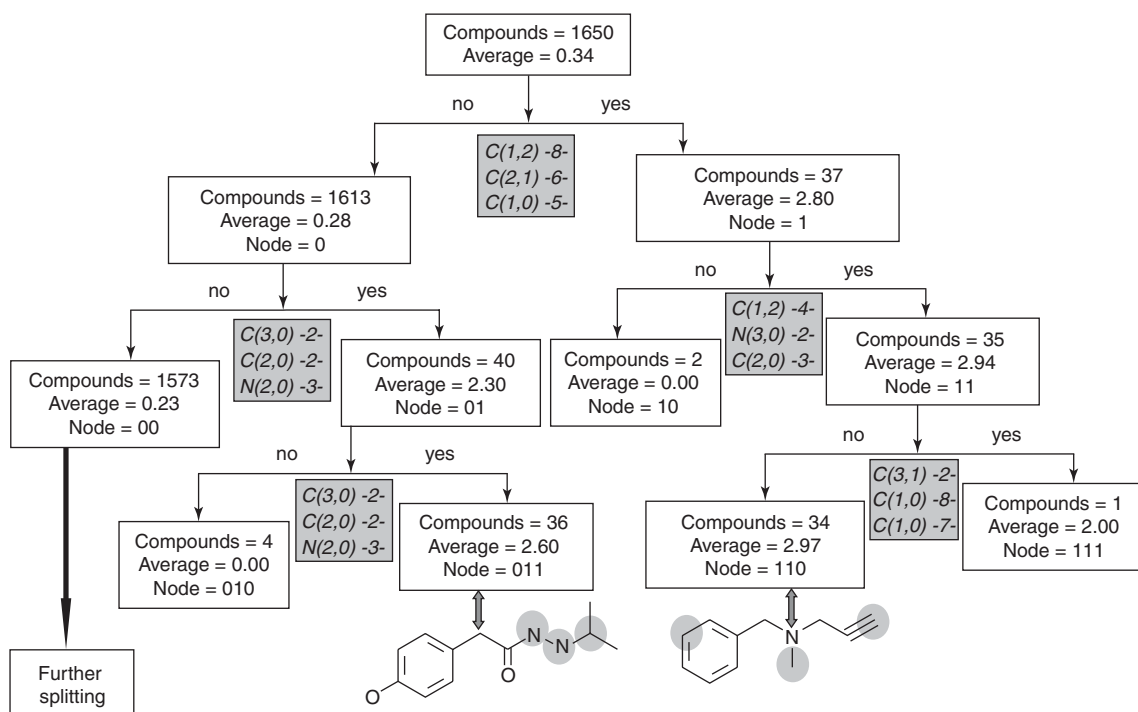 Compounds = 1650
Average = 0.34
no
yes
C(1,2) -8-
C(2,1) -6-
C(1,0) -5-
Compounds = 1613
Average = 0.28
Node = 0
Compounds = 37
Average = 2.80
Node = 1
no
yes
no
yes
C(3,0) -2-
C(2,0) -2-
N(2,0) -3-
C(1,2) -4-
N(3,0) -2-
C(2,0) -3-
Compounds = 1573
Average = 0.23
Node = 00
Compounds = 40
Average = 2.30
Node = 01
Compounds = 2
Average = 0.00
Node = 10
Compounds = 35
Average = 2.94
Node = 11
no
yes
no
yes
C(3,0) -2-
C(2,0) -2-
N(2,0) -3-
C(3,1) -2-
C(1,0) -8-
C(1,0) -7-
Compounds = 4
Average = 0.00
Node = 010
Compounds = 36
Average = 2.60
Node = 011
Compounds = 34
Average = 2.97
Node = 110
Compounds = 1
Average = 2.00
Node = 111
Further
splitting
N
N
O
O
N